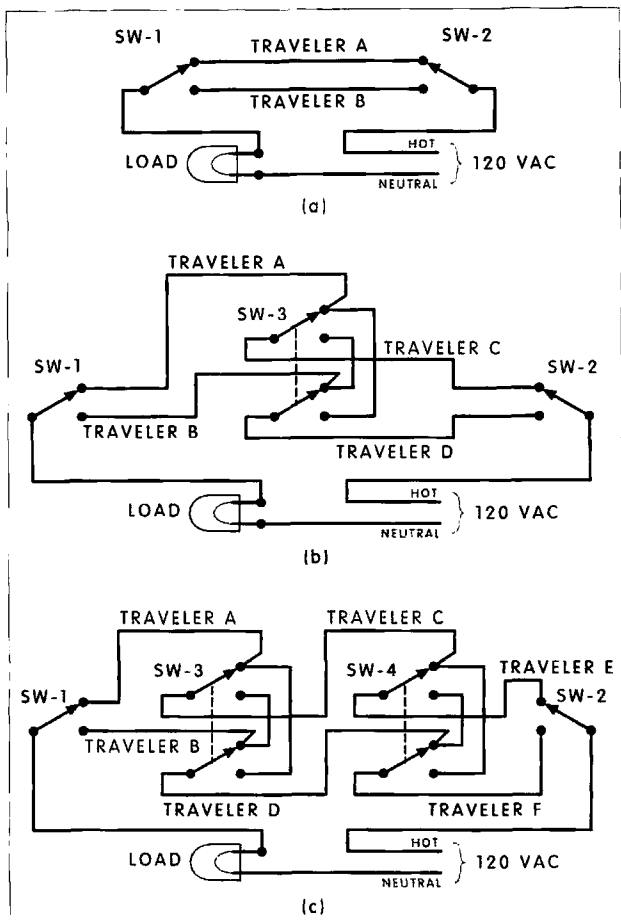 SW-1 TRAVELER A SW-2
TRAVELER B
LOAD HOT 120 VAC
NEUTRAL
(a)
TRAVELER A
SW-3
SW-1 TRAVELER C SW-2
TRAVELER B TRAVELER D
LOAD HOT 120 VAC
NEUTRAL
(b)
TRAVELER A TRAVELER C
SW-3 SW-4 TRAVELER E
SW-1 SW-2
TRAVELER B
TRAVELER D TRAVELER F
LOAD HOT 120 VAC
NEUTRAL
(c)